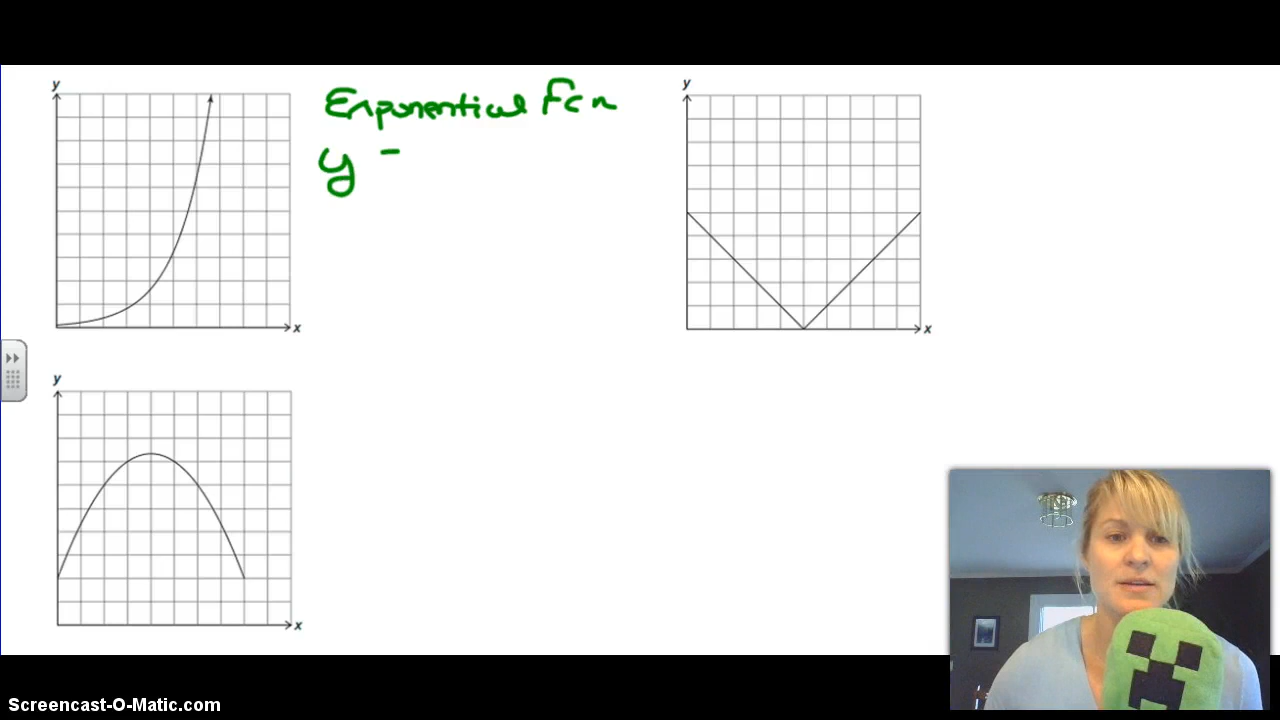 y
Exponential Fcn
y =
x
y
x
y
x
Screencast-O-Matic.com